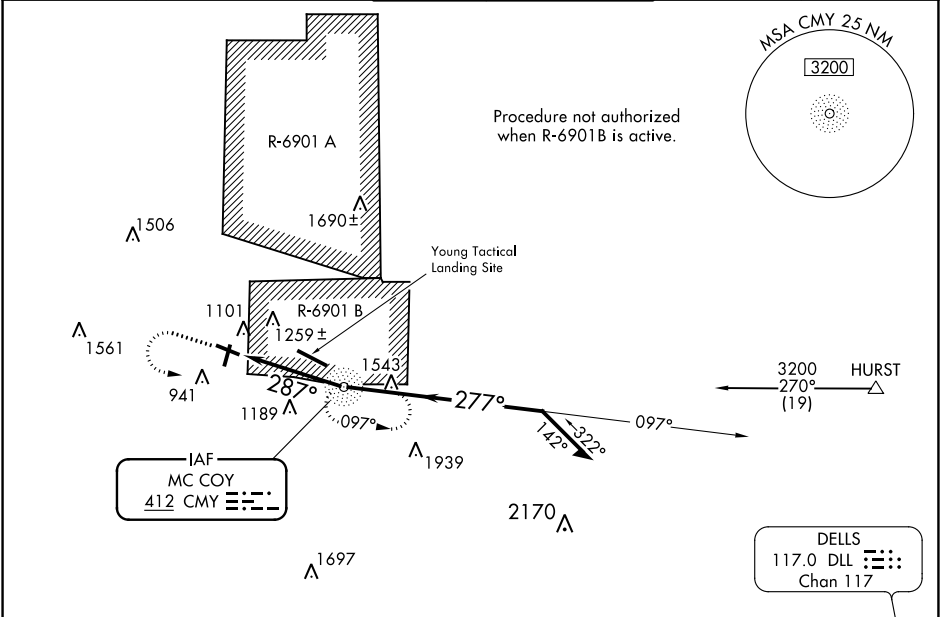 MSA CMY 25 NM
3200
Procedure not authorized
when R-6901B is active.
R-6901 A
1690±
1506
Young Tactical
Landing Site
R-6901 B
1101
1259±
1561
1543
941
287°
1189
097°
277°
097°
142°
322°
3200
270°
(19)
HURST
1939
IAF
MC COY
412 CMY
2170
1697
DELLS
117.0 DLL
Chan 117